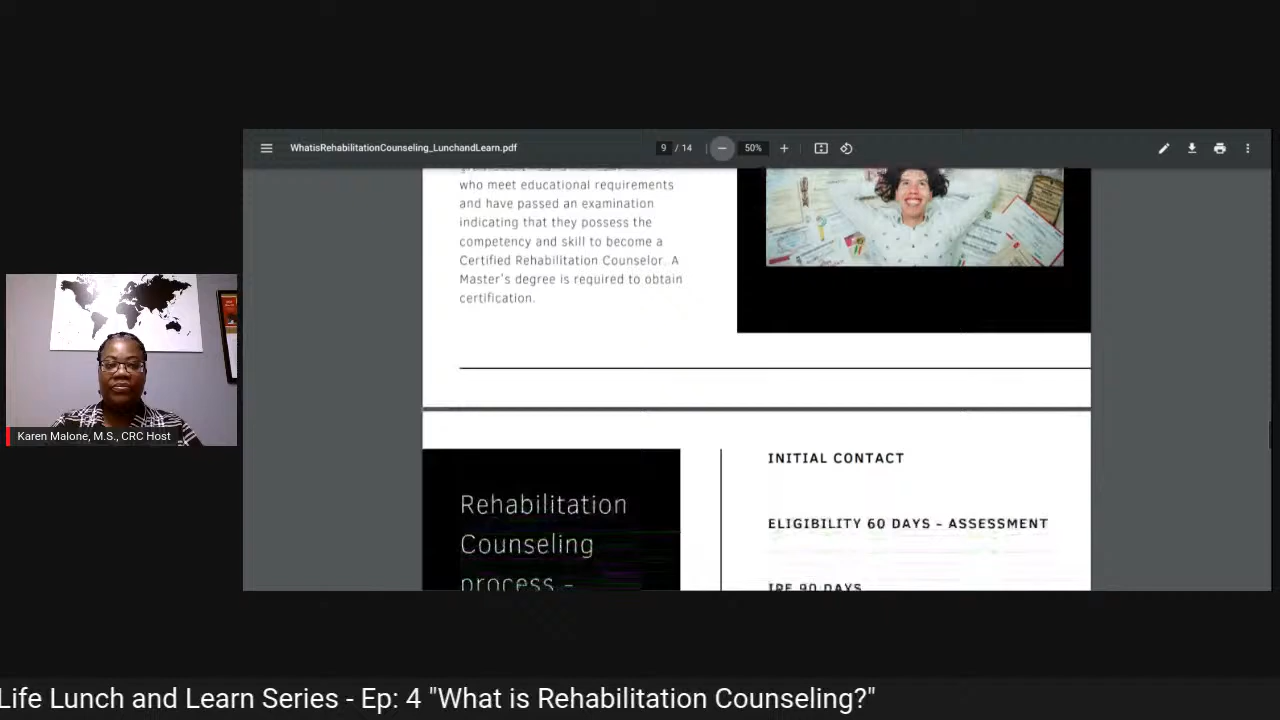 WhatisRehabilitationCounseling_LunchandLearn.pdf
9 / 14
50%
who meet educational requirements
and have passed an examination
indicating that they possess the
competency and skill to become a
Certified Rehabilitation Counselor. A
Master's degree is required to obtain
certification.
Karen Malone, M.S., CRC Host
INITIAL CONTACT
Rehabilitation
Counseling
process -
ELIGIBILITY 60 DAYS - ASSESSMENT
90 DAYS
Life Lunch and Learn Series - Ep: 4 "What is Rehabilitation Counseling?"